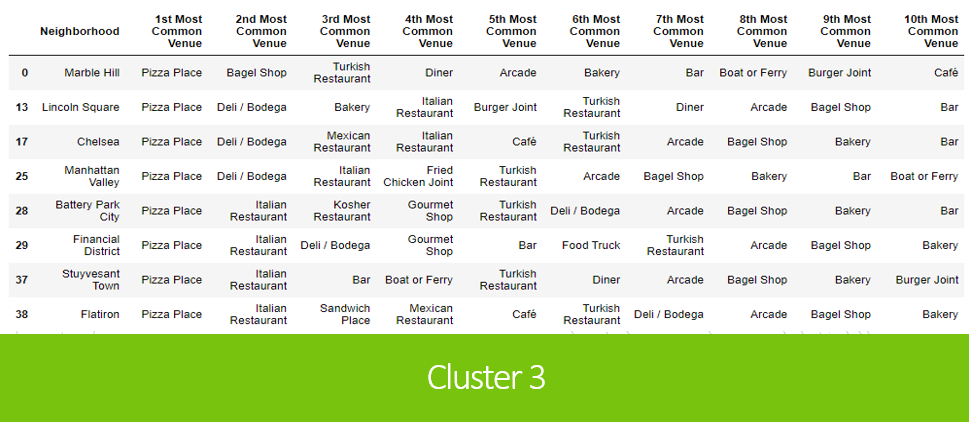 Neighborhood 1st Most Common Venue 2nd Most Common Venue 3rd Most Common Venue 4th Most Common Venue 5th Most Common Venue 6th Most Common Venue 7th Most Common Venue 8th Most Common Venue 9th Most Common Venue 10th Most Common Venue
0 Marble Hill Pizza Place Bagel Shop Turkish Restaurant Diner Arcade Bakery Bar Boat or Ferry Burger Joint Café
13 Lincoln Square Pizza Place Deli / Bodega Bakery Italian Restaurant Burger Joint Turkish Restaurant Diner Arcade Bagel Shop Bar
17 Chelsea Pizza Place Deli / Bodega Mexican Restaurant Italian Restaurant Café Turkish Restaurant Arcade Bagel Shop Bakery Bar
25 Manhattan Valley Pizza Place Deli / Bodega Italian Restaurant Fried Chicken Joint Turkish Restaurant Arcade Bagel Shop Bakery Bar Boat or Ferry
28 Battery Park City Pizza Place Italian Restaurant Kosher Restaurant Gourmet Shop Turkish Restaurant Deli / Bodega Arcade Bagel Shop Bakery Bar
29 Financial District Pizza Place Italian Restaurant Deli / Bodega Gourmet Shop Bar Food Truck Turkish Restaurant Arcade Bagel Shop Bakery
37 Stuyvesant Town Pizza Place Italian Restaurant Bar Boat or Ferry Turkish Restaurant Diner Arcade Bagel Shop Bakery Burger Joint
38 Flatiron Pizza Place Italian Restaurant Sandwich Place Mexican Restaurant Café Turkish Restaurant Deli / Bodega Arcade Bagel Shop Bakery
Cluster 3